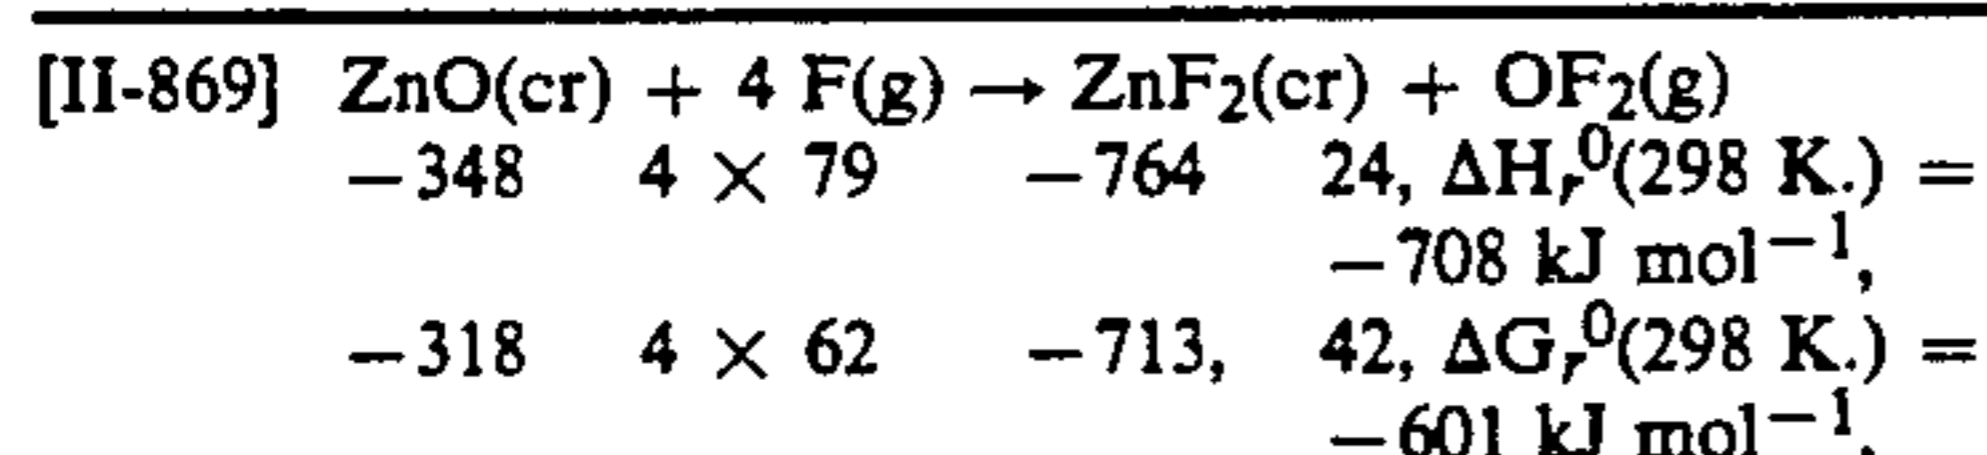 [II-869] ZnO(cr) + 4 F(g) → ZnF₂(cr) + OF₂(g)
−348 4 × 79 −764 24, ΔHᵣ⁰(298 K.) =
−708 kJ mol⁻¹,
−318 4 × 62 −713, 42, ΔGᵣ⁰(298 K.) =
−601 kJ mol⁻¹.